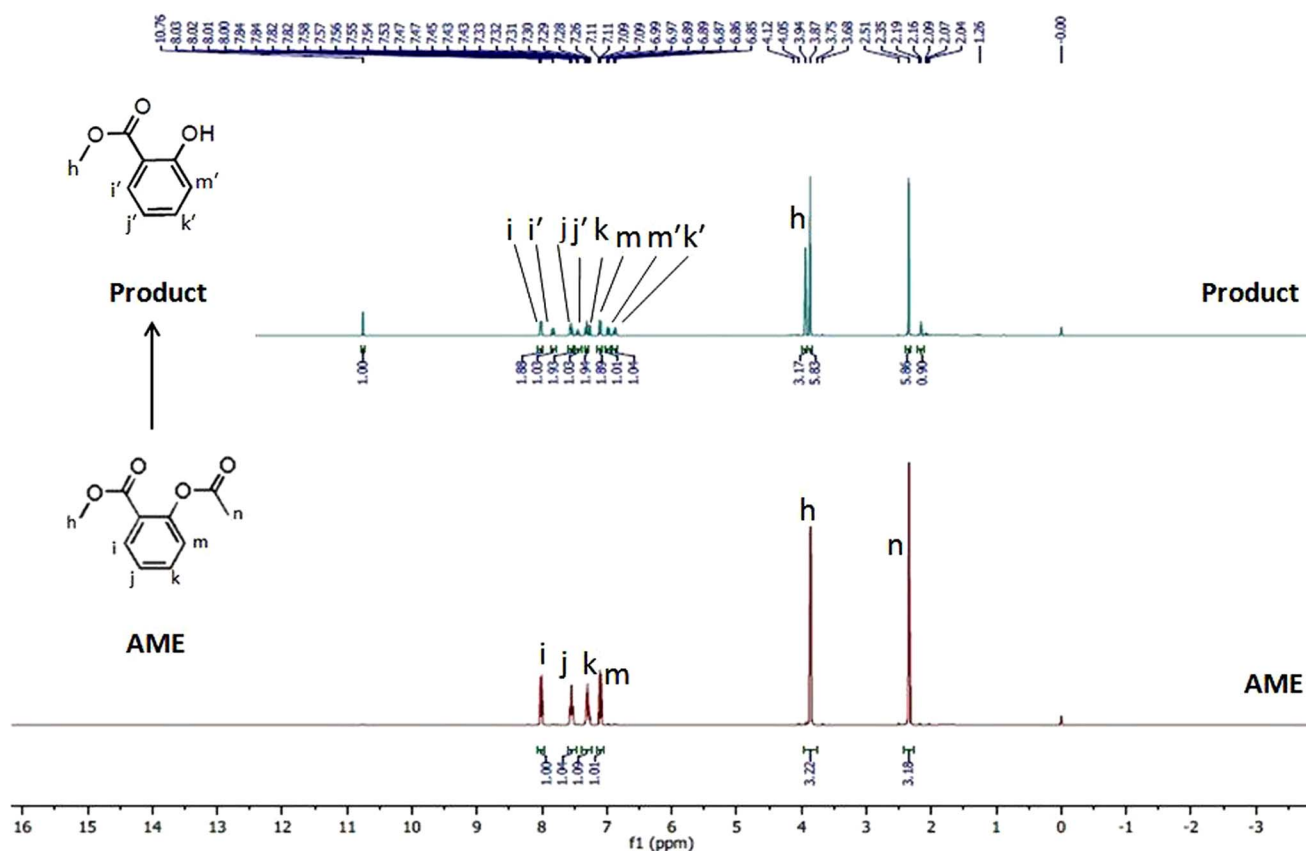 10.76 8.03 8.02 8.01 8.00 7.84 7.84 7.82 7.82 7.58 7.57 7.56 7.55 7.54 7.53 7.47 7.47 7.45 7.43 7.43 7.33 7.32 7.31 7.30 7.29 7.28 7.26 7.11 7.11 7.09 7.09 6.99 6.97 6.89 6.89 6.87 6.86 6.85 4.12 4.05 3.94 3.87 3.75 3.68 2.51 2.35 2.19 2.16 2.09 2.07 2.04 1.26 -0.00
O
O
OH
h
i′
m′
j′
k′
i i′ j j′ k m m′ k′
h
Product
Product
1.00 1.88 1.03 1.93 1.03 1.94 1.89 1.01 1.04 3.17 5.83 5.86 0.90
O
O
O
O
h
n
i
m
j
k
AME
h
n
i
j
k
m
AME
1.00 1.04 1.09 1.01 3.22 3.18
16 15 14 13 12 11 10 9 8 7 6 5 4 3 2 1 0 -1 -2 -3
f1 (ppm)